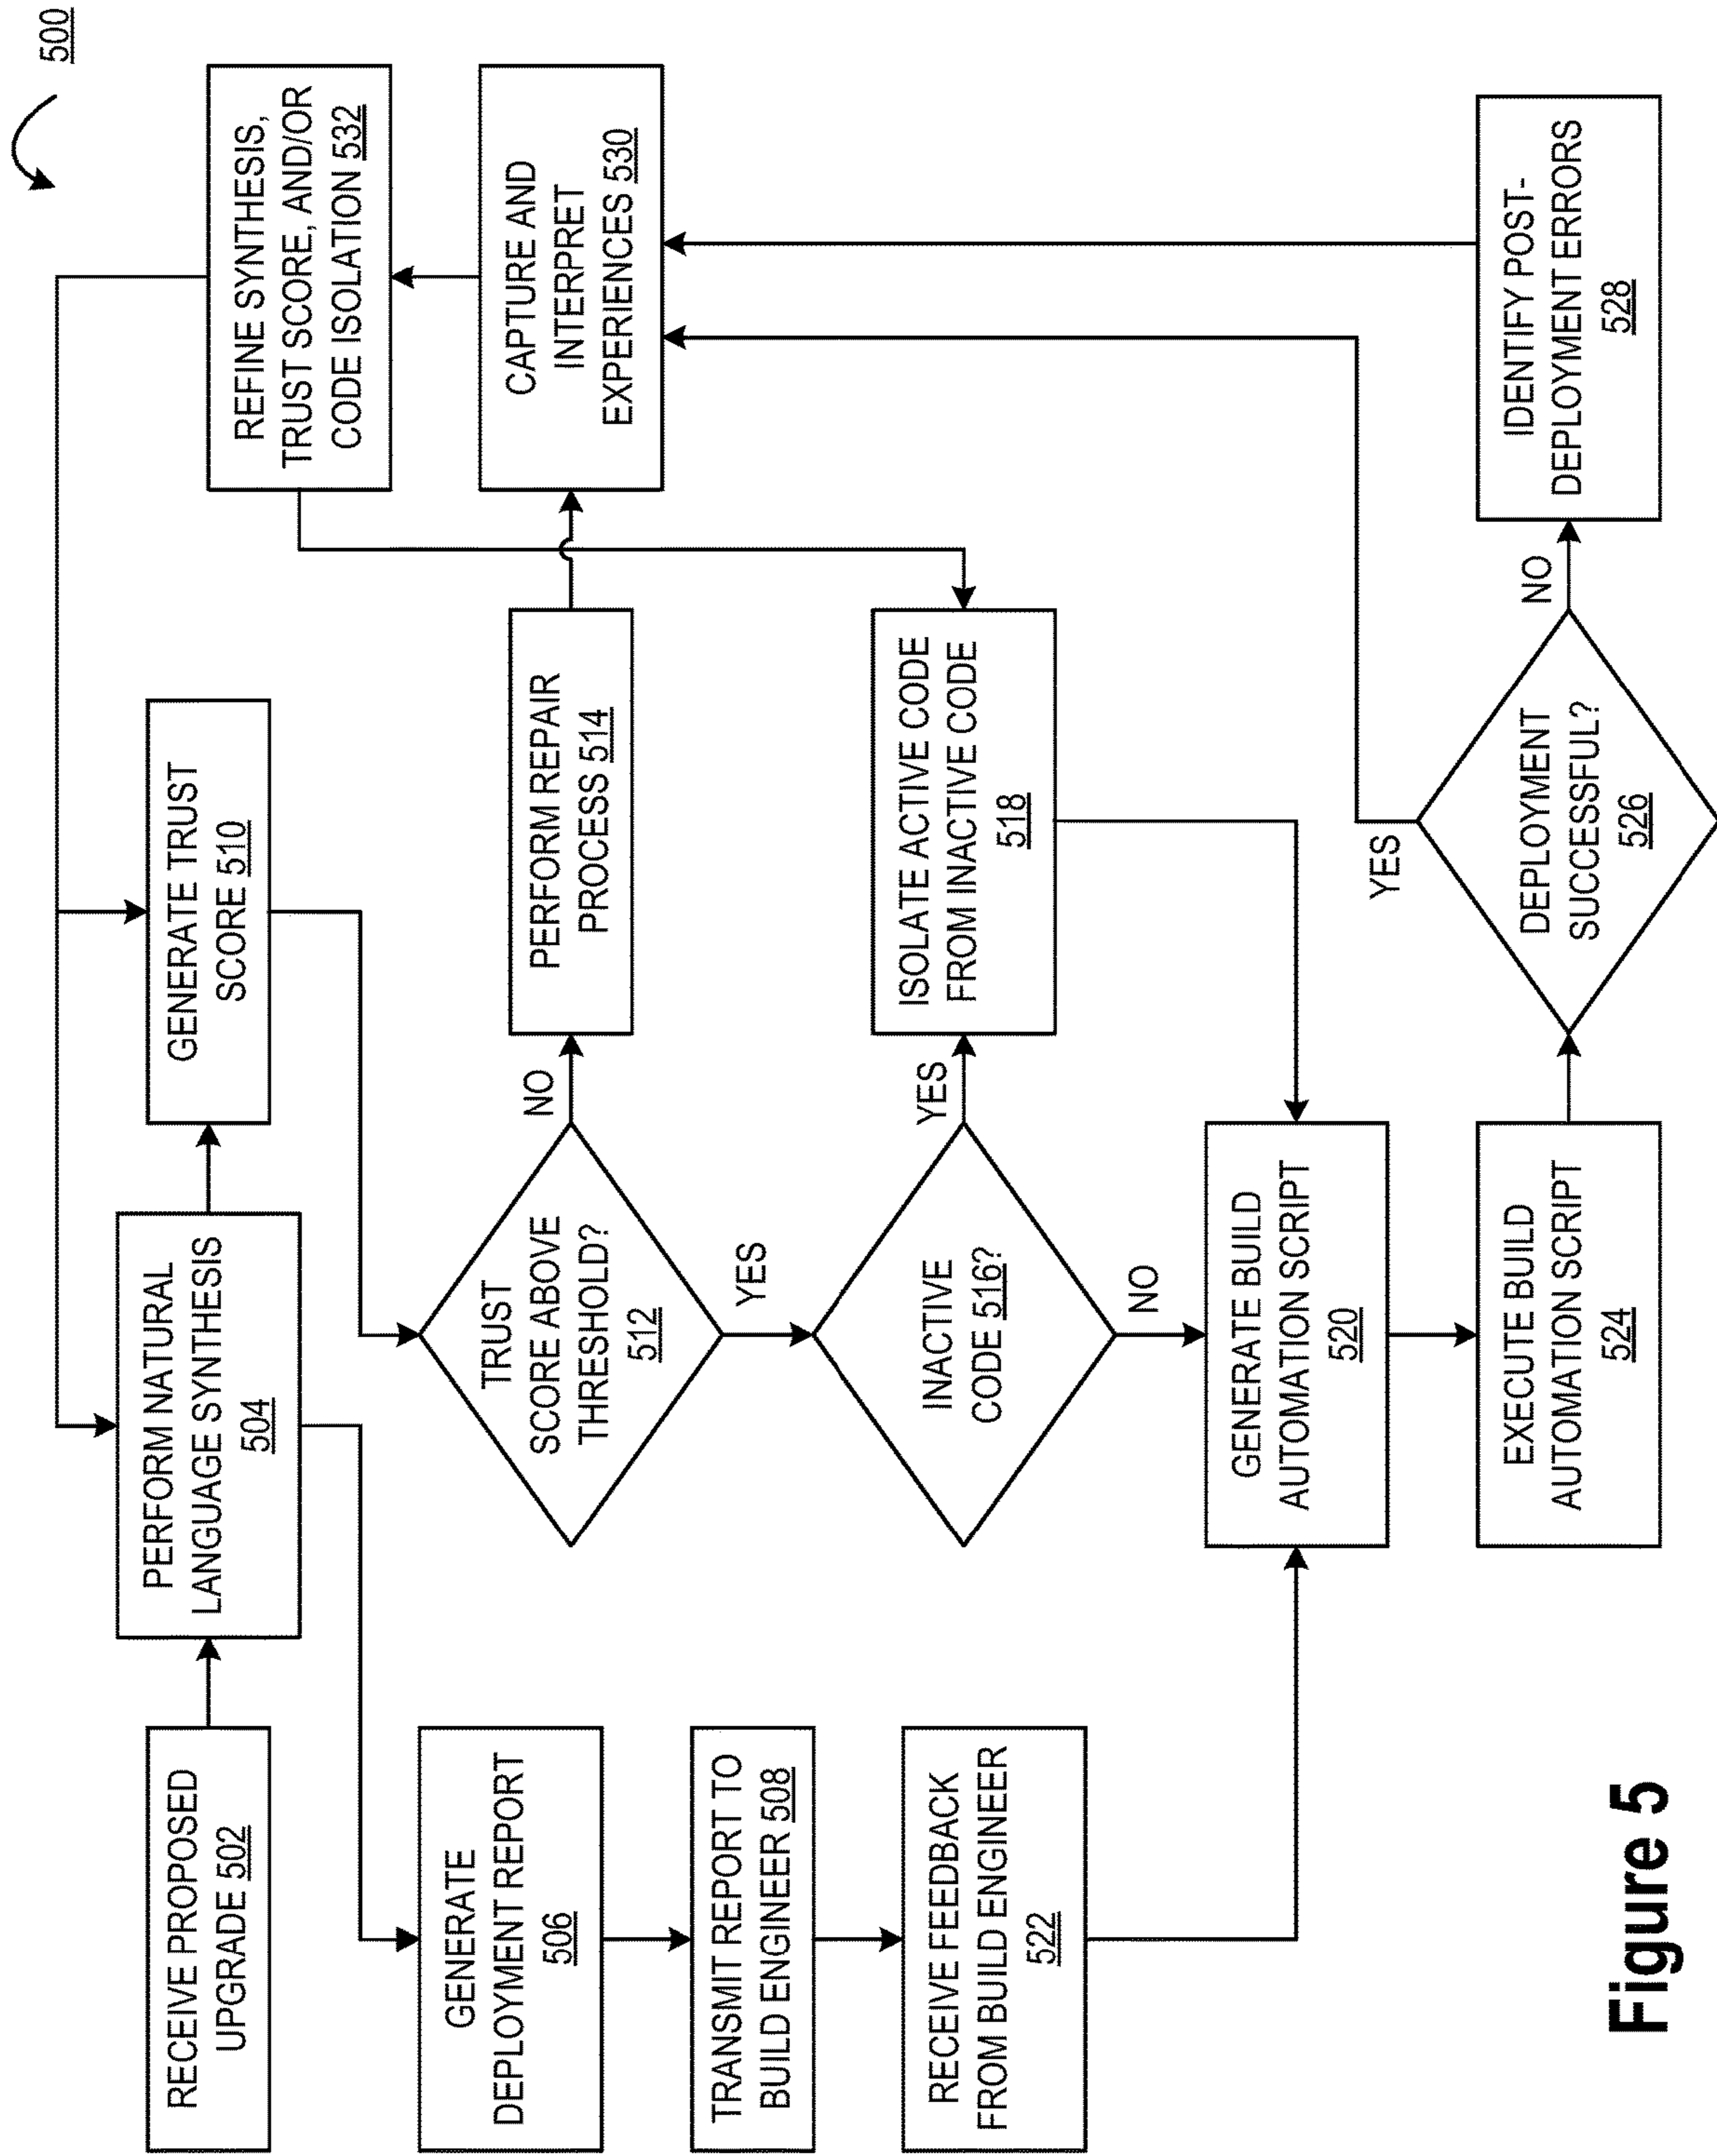 500
RECEIVE PROPOSED
UPGRADE 502
PERFORM NATURAL
LANGUAGE SYNTHESIS
504
GENERATE TRUST
SCORE 510
REFINE SYNTHESIS,
TRUST SCORE, AND/OR
CODE ISOLATION 532
GENERATE
DEPLOYMENT REPORT
506
TRUST
SCORE ABOVE
THRESHOLD?
512
NO
YES
PERFORM REPAIR
PROCESS 514
CAPTURE AND
INTERPRET
EXPERIENCES 530
TRANSMIT REPORT TO
BUILD ENGINEER 508
RECEIVE FEEDBACK
FROM BUILD ENGINEER
522
INACTIVE
CODE 516?
YES
NO
ISOLATE ACTIVE CODE
FROM INACTIVE CODE
518
GENERATE BUILD
AUTOMATION SCRIPT
520
EXECUTE BUILD
AUTOMATION SCRIPT
524
YES
DEPLOYMENT
SUCCESSFUL?
526
NO
IDENTIFY POST-
DEPLOYMENT ERRORS
528
Figure 5